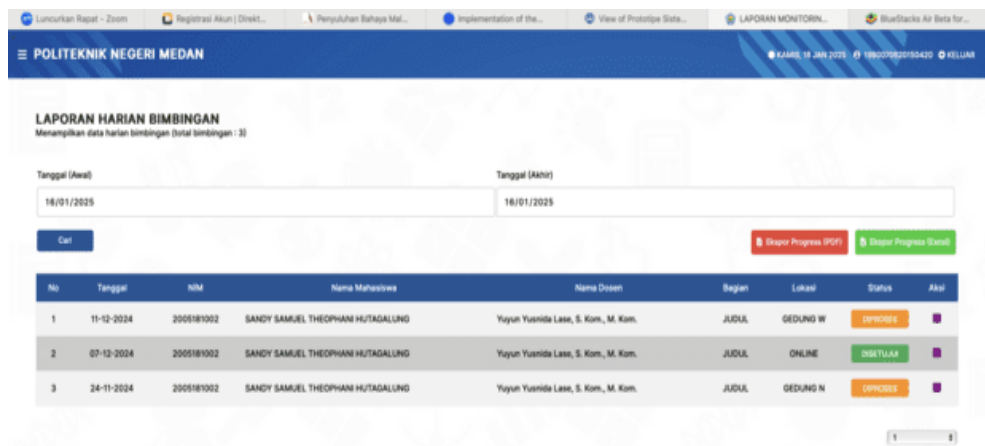 Luncurkan Rapat - Zoom
Registrasi Akun | Direkt...
Penyuluhan Bahaya Mal...
Implementation of the...
View of Prototipe Siste...
LAPORAN MONITORIN...
BlueStacks Air Beta for...
☰ POLITEKNIK NEGERI MEDAN
KAMIS, 16 JAN 2025 KELUAR
LAPORAN HARIAN BIMBINGAN
Menampilkan data harian bimbingan (total bimbingan : 3)
Tanggal (Awal) Tanggal (Akhir)
16/01/2025 16/01/2025
Cari Ekspor Progress (PDF) Ekspor Progress (Excel)
No Tanggal NIM Nama Mahasiswa Nama Dosen Bagian Lokasi Status Aksi
1 11-12-2024 2005181002 SANDY SAMUEL THEOPHANI HUTAGALUNG Yuyun Yusnida Lase, S. Kom., M. Kom. JUDUL GEDUNG W DIPROSES
2 07-12-2024 2005181002 SANDY SAMUEL THEOPHANI HUTAGALUNG Yuyun Yusnida Lase, S. Kom., M. Kom. JUDUL ONLINE DISETUJUI
3 24-11-2024 2005181002 SANDY SAMUEL THEOPHANI HUTAGALUNG Yuyun Yusnida Lase, S. Kom., M. Kom. JUDUL GEDUNG N DIPROSES
1